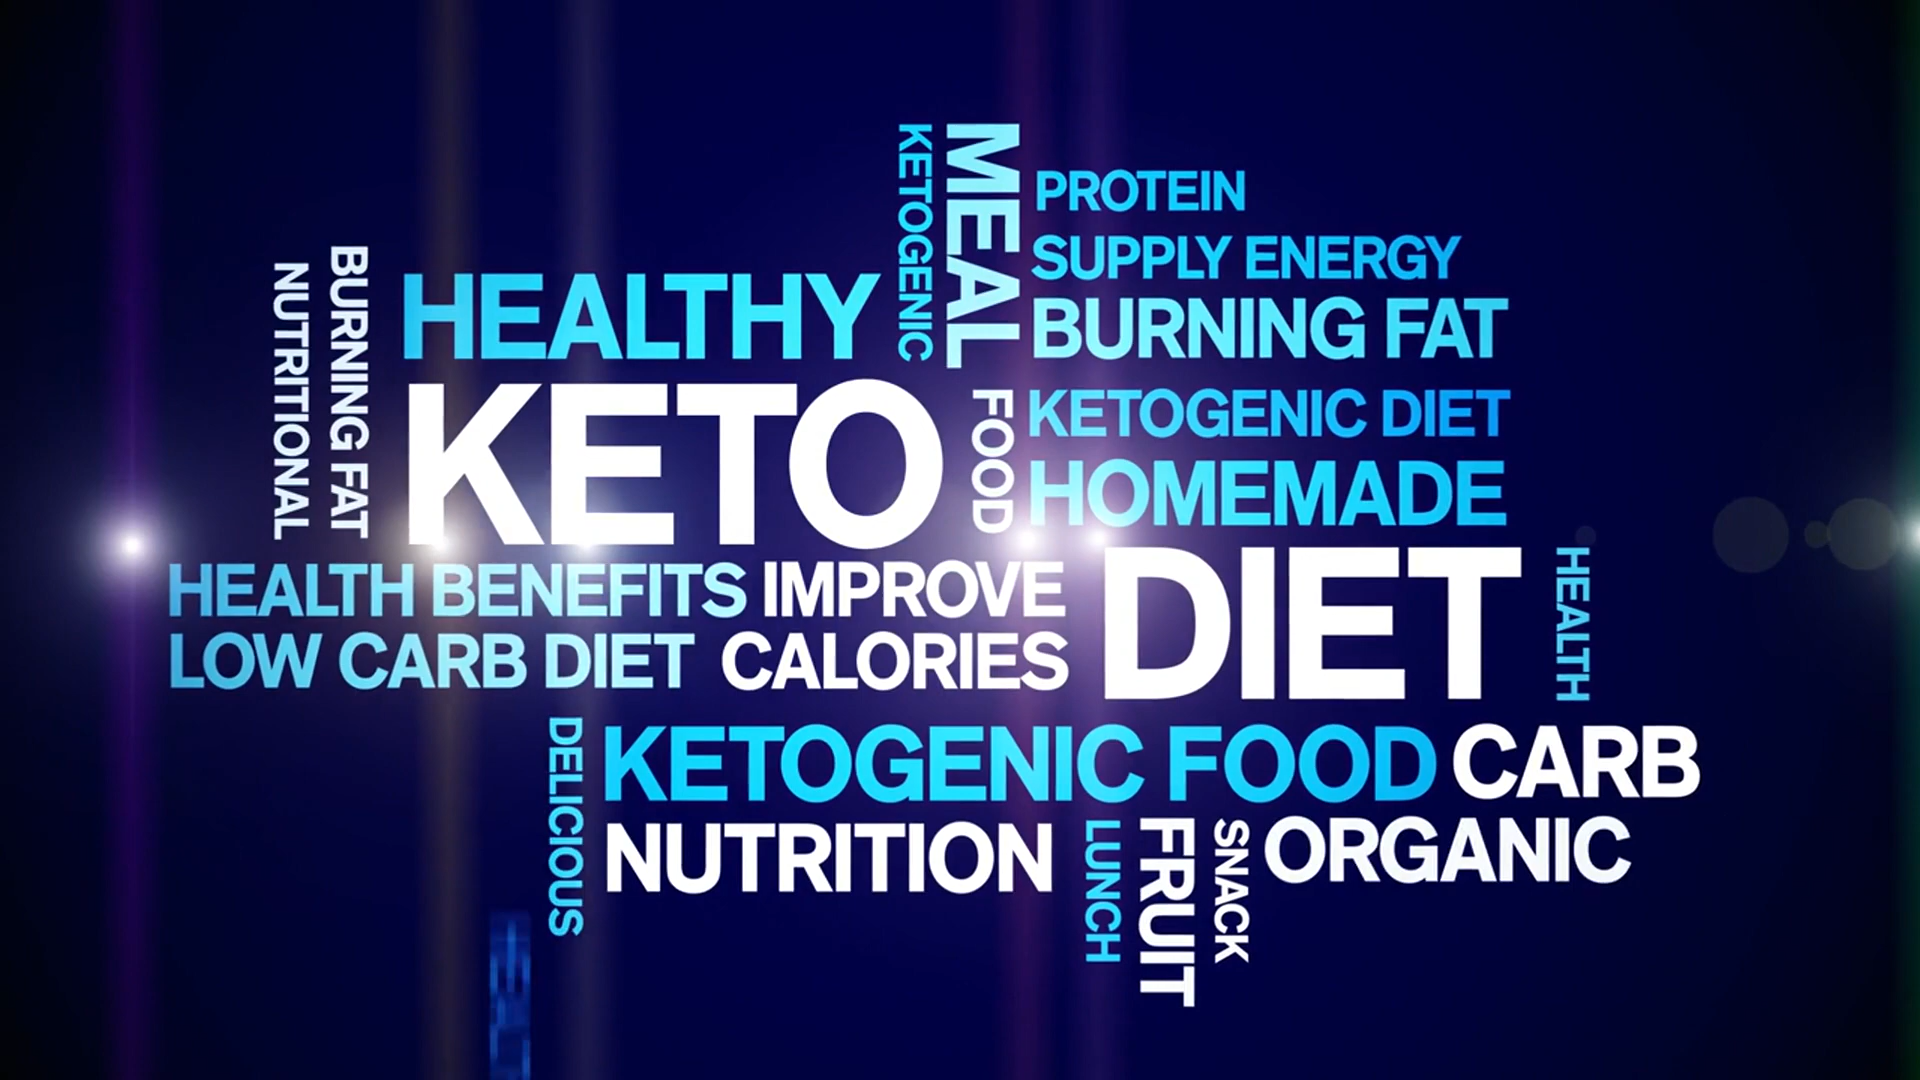 KETOGENIC
MEAL
PROTEIN
SUPPLY ENERGY
BURNING FAT
NUTRITIONAL
BURNING FAT
HEALTHY
KETO
FOOD
KETOGENIC DIET
HOMEMADE
HEALTH BENEFITS
IMPROVE
LOW CARB DIET
CALORIES
DIET
HEALTH
DELICIOUS
KETOGENIC FOOD
CARB
NUTRITION
LUNCH
FRUIT
SNACK
ORGANIC